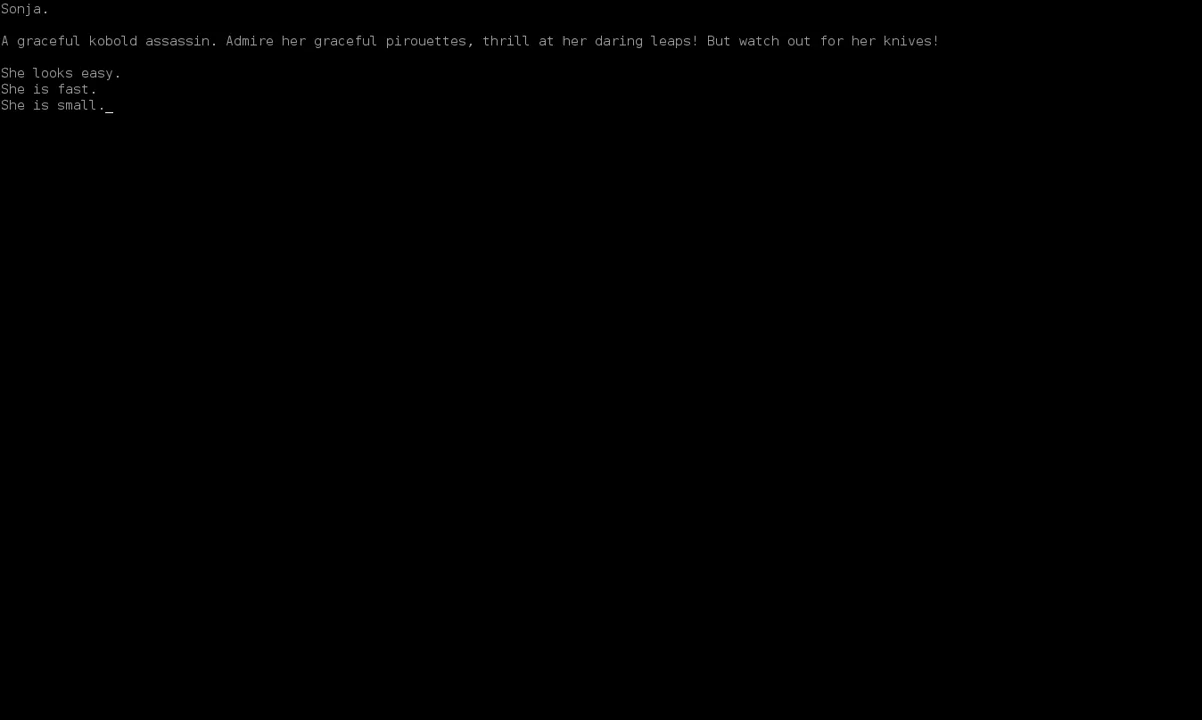 Sonja.
A graceful kobold assassin. Admire her graceful pirouettes, thrill at her daring leaps! But watch out for her knives!
She looks easy.
She is fast.
She is small._